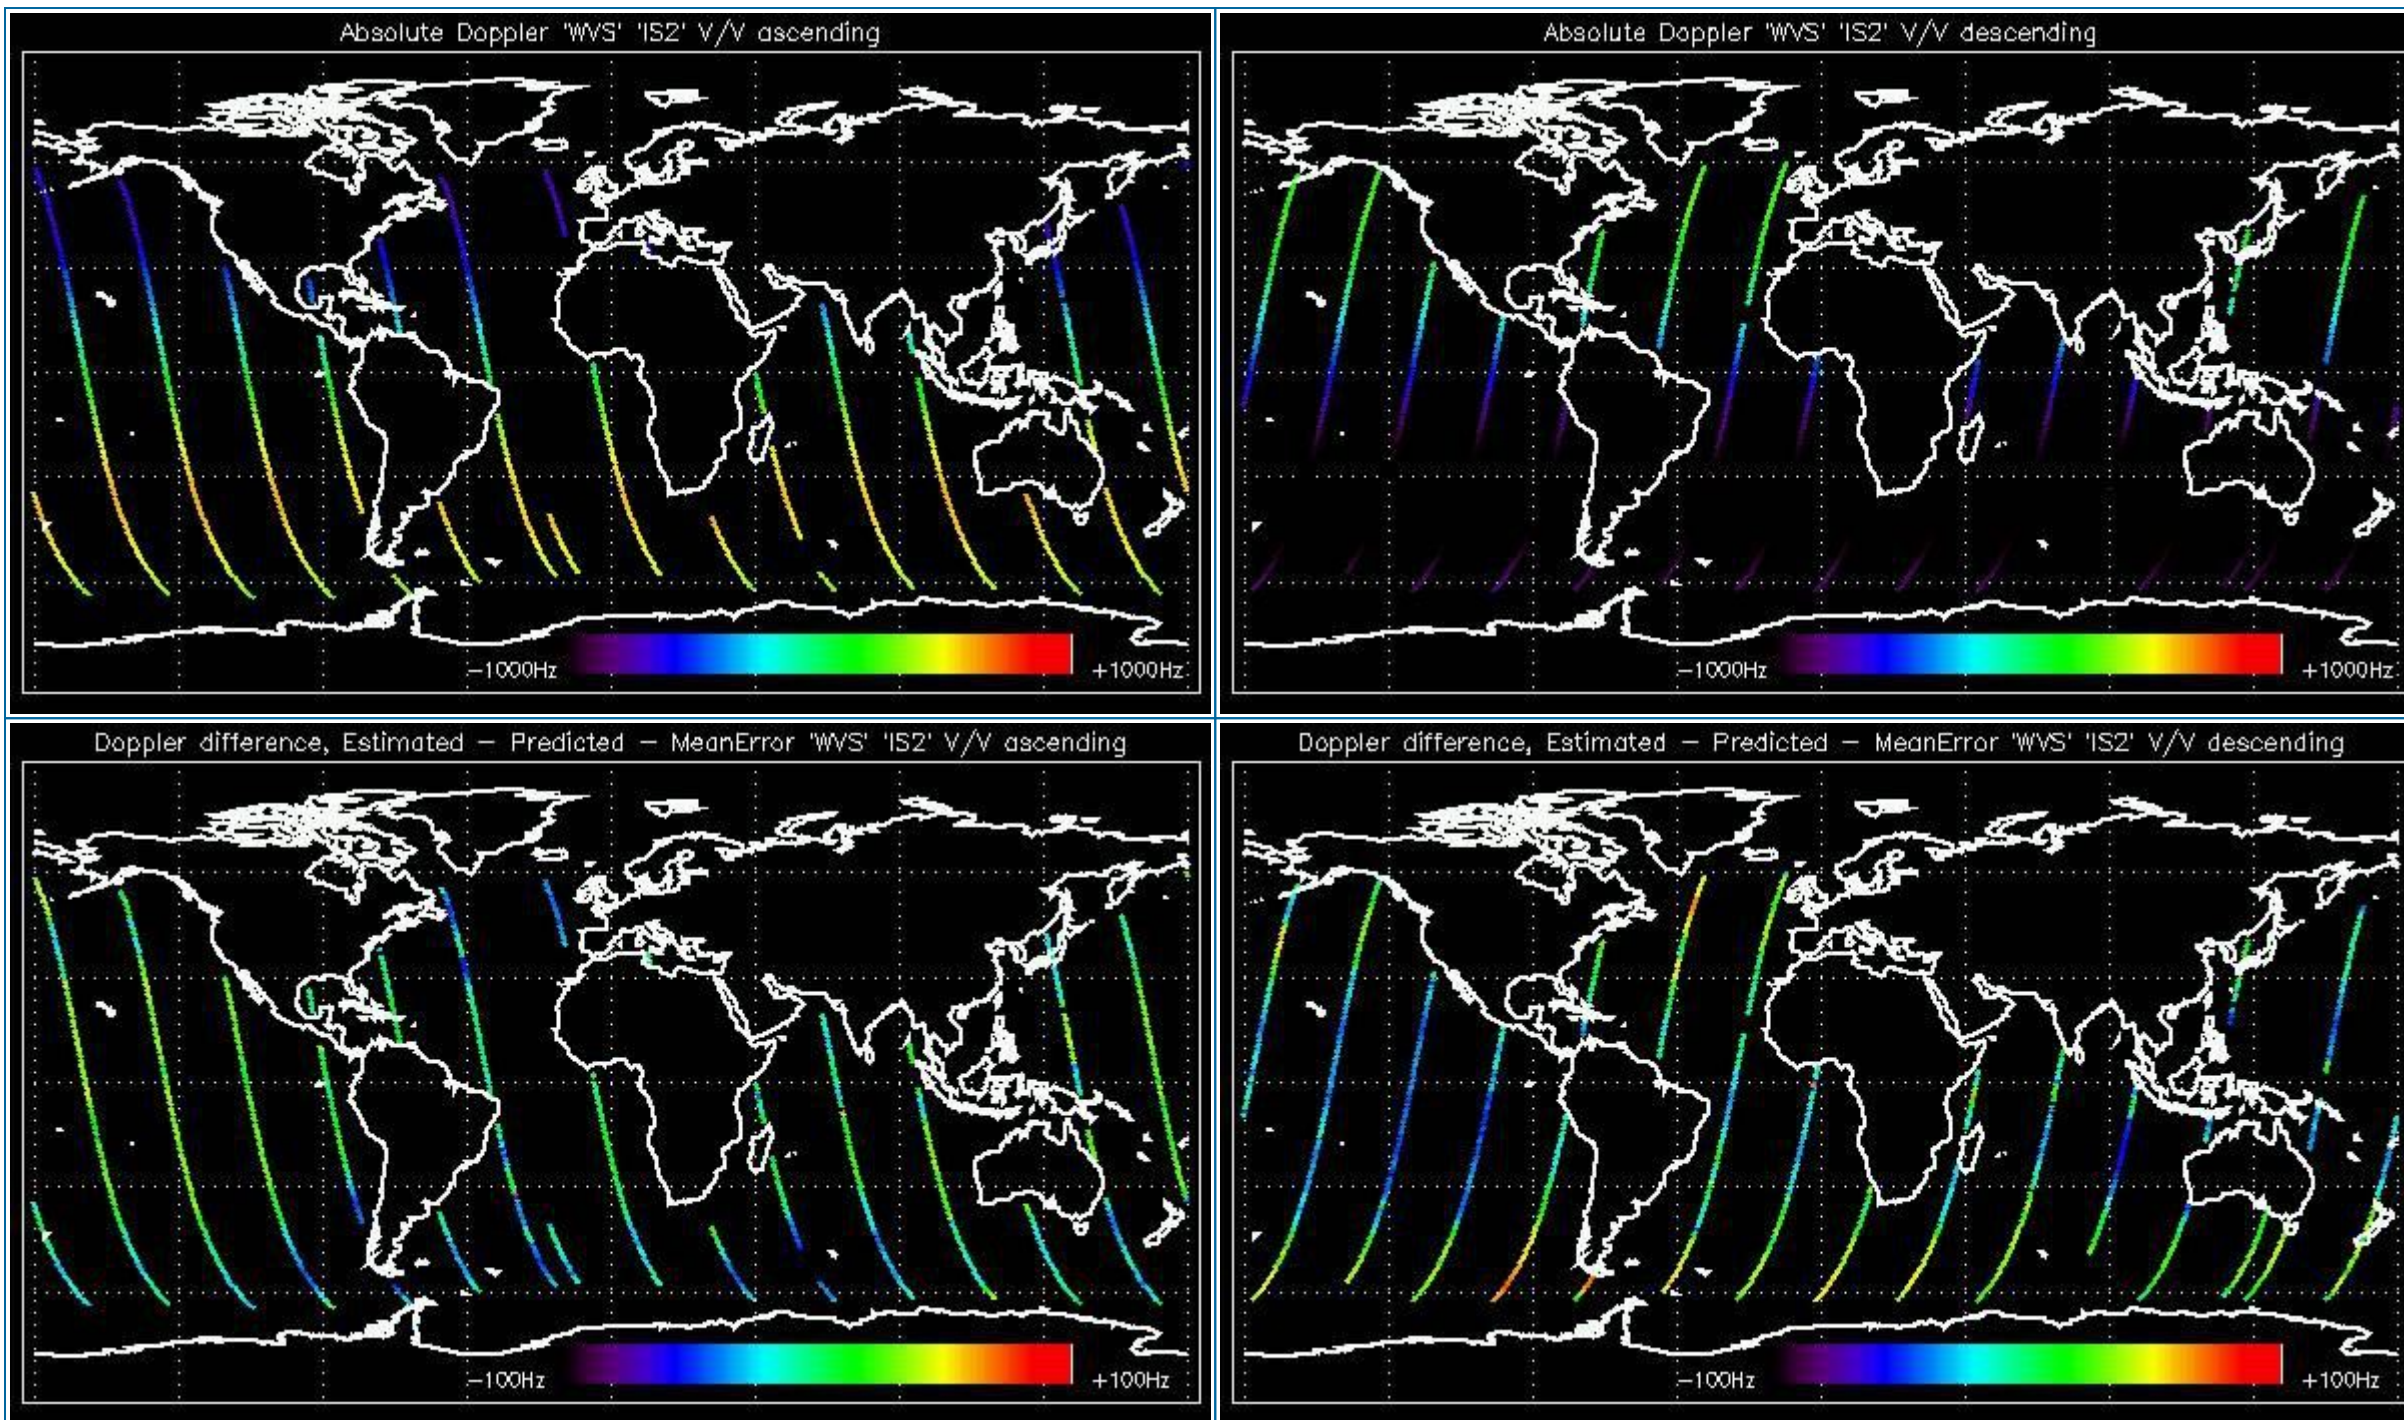 Absolute Doppler 'WVS' 'IS2' V/V ascending
-1000Hz
+1000Hz
Absolute Doppler 'WVS' 'IS2' V/V descending
-1000Hz
+1000Hz
Doppler difference, Estimated - Predicted - MeanError 'WVS' 'IS2' V/V ascending
-100Hz
+100Hz
Doppler difference, Estimated - Predicted - MeanError 'WVS' 'IS2' V/V descending
-100Hz
+100Hz